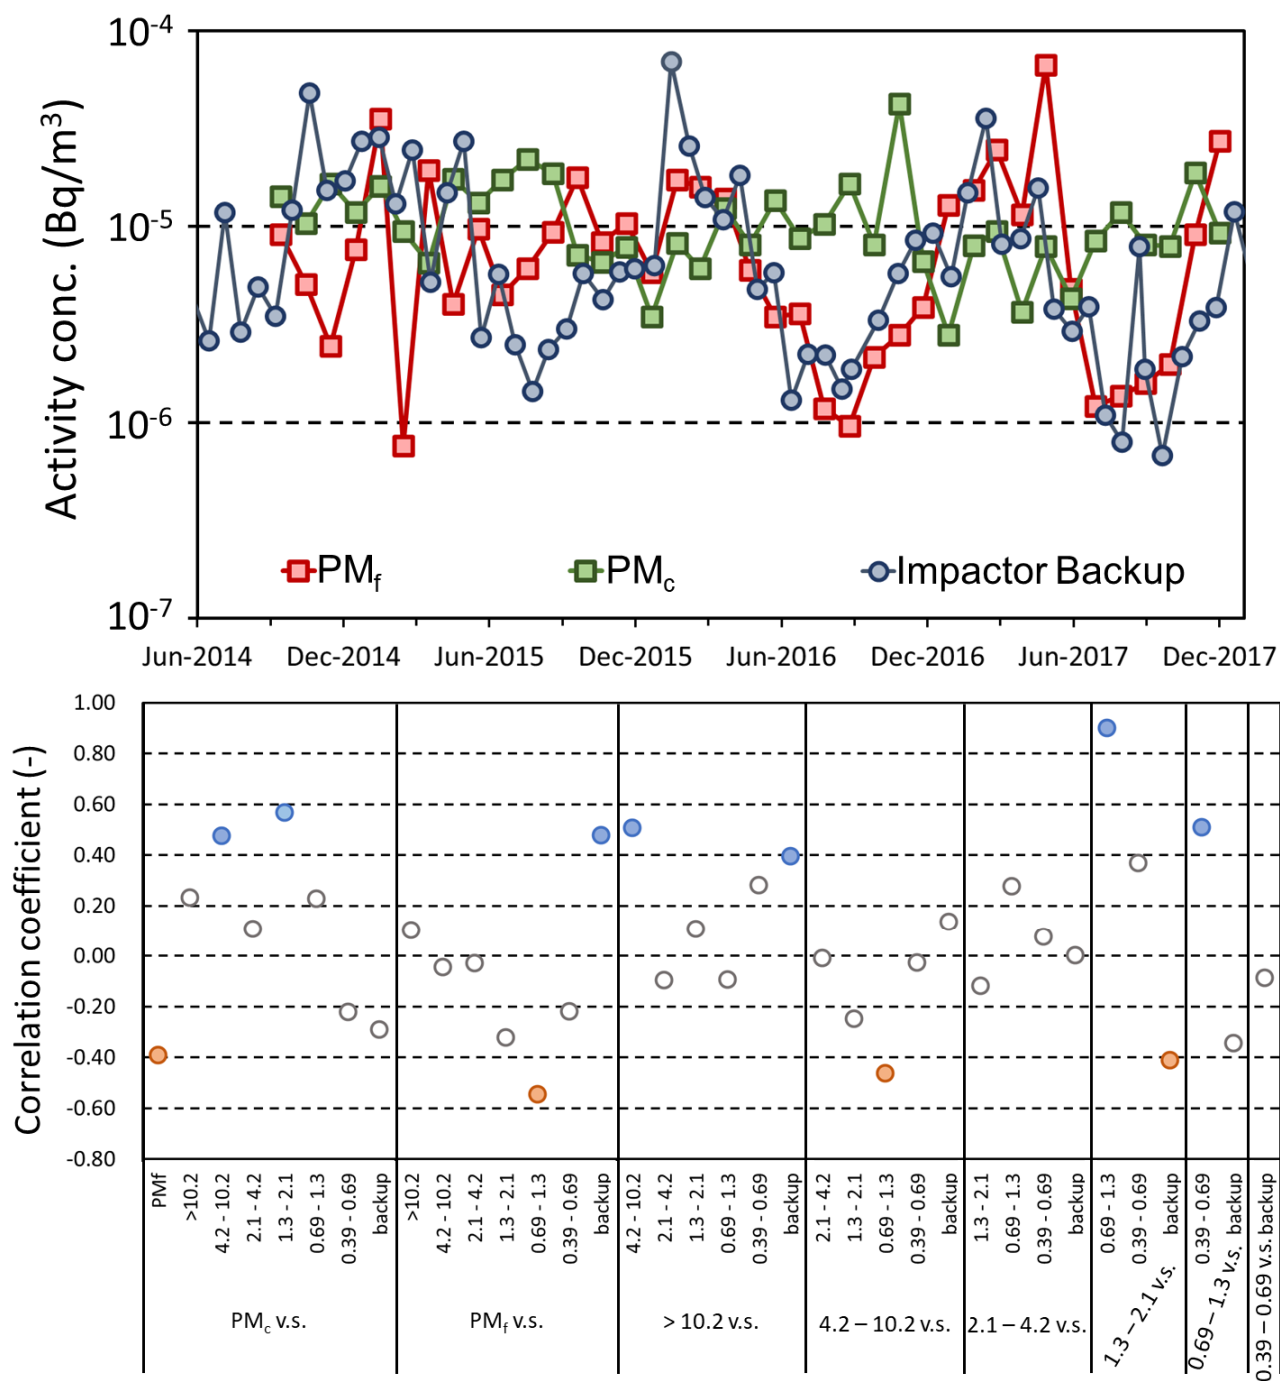 10-4
10-5
10-6
10-7
Activity conc. (Bq/m3)
PMf
PMc
Impactor Backup
Jun-2014 Dec-2014 Jun-2015 Dec-2015 Jun-2016 Dec-2016 Jun-2017 Dec-2017
1.00
0.80
0.60
0.40
0.20
0.00
-0.20
-0.40
-0.60
-0.80
Correlation coefficient (-)
PMf
>10.2
4.2 - 10.2
2.1 - 4.2
1.3 - 2.1
0.69 - 1.3
0.39 - 0.69
backup
PMc v.s.
>10.2
4.2 - 10.2
2.1 - 4.2
1.3 - 2.1
0.69 - 1.3
0.39 - 0.69
backup
PMf v.s.
4.2 - 10.2
2.1 - 4.2
1.3 - 2.1
0.69 - 1.3
0.39 - 0.69
backup
> 10.2 v.s.
2.1 - 4.2
1.3 - 2.1
0.69 - 1.3
0.39 - 0.69
backup
4.2 – 10.2 v.s.
1.3 - 2.1
0.69 - 1.3
0.39 - 0.69
backup
2.1 – 4.2 v.s.
0.69 - 1.3
0.39 - 0.69
backup
1.3 – 2.1 v.s.
0.39 - 0.69
backup
0.69 – 1.3 v.s.
0.39 – 0.69 v.s. backup